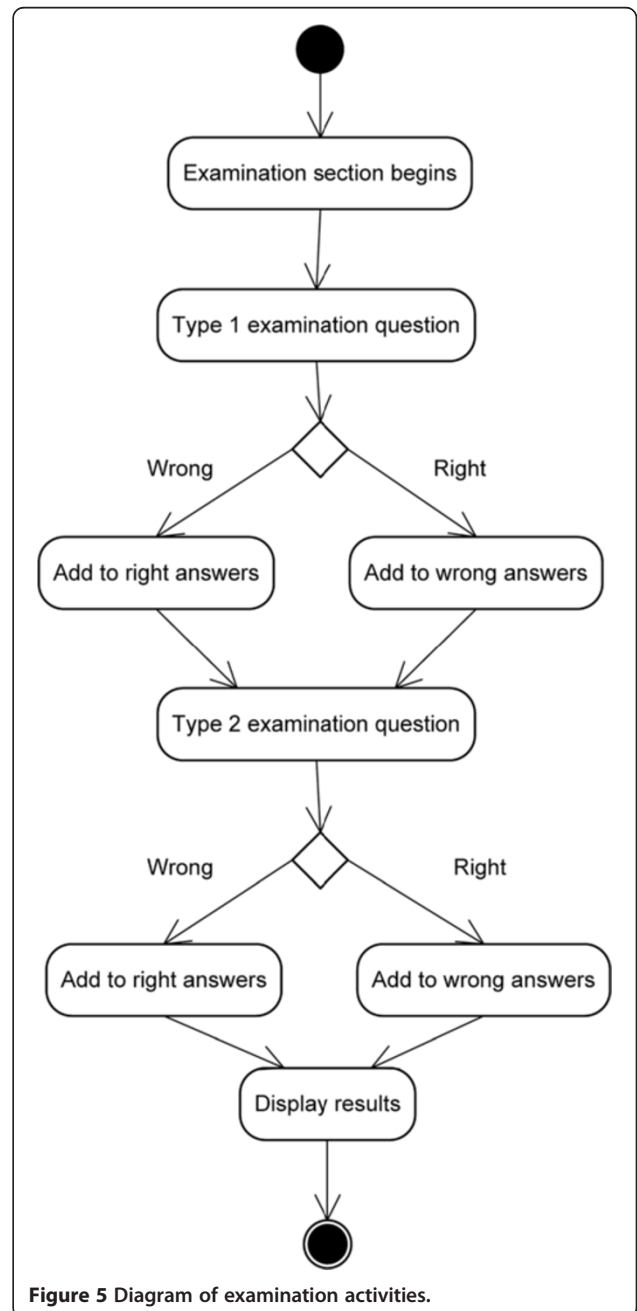 Examination section begins
Type 1 examination question
Wrong
Right
Add to right answers
Add to wrong answers
Type 2 examination question
Wrong
Right
Add to right answers
Add to wrong answers
Display results
Figure 5 Diagram of examination activities.